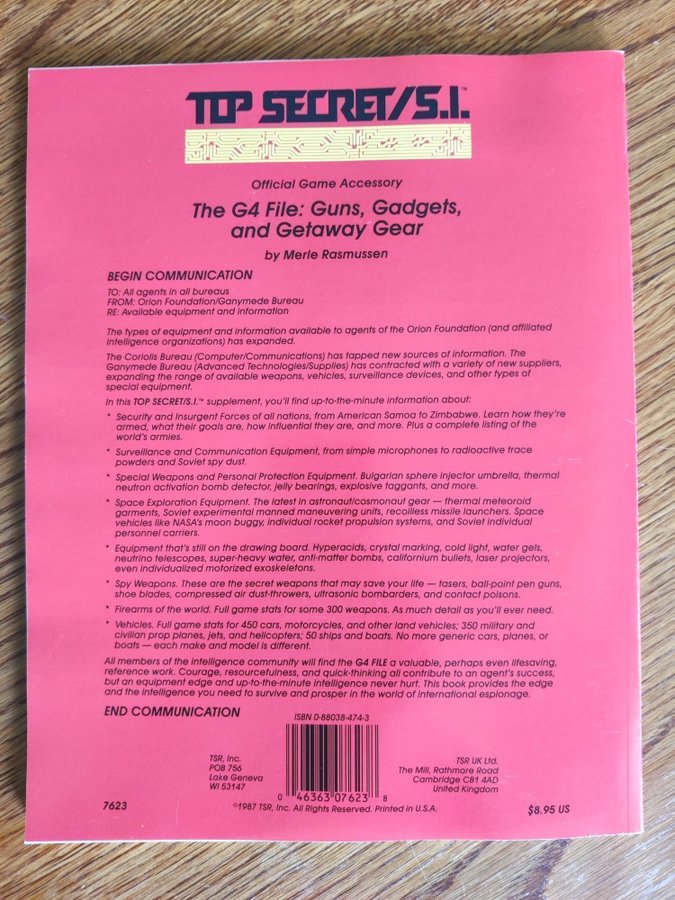 TOP SECRET/S.I.™
Official Game Accessory
The G4 File: Guns, Gadgets,
and Getaway Gear
by Merle Rasmussen
BEGIN COMMUNICATION
TO: All agents in all bureaus
FROM: Orion Foundation/Ganymede Bureau
RE: Available equipment and information
The types of equipment and information available to agents of the Orion Foundation (and affiliated
intelligence organizations) has expanded.
The Coriolis Bureau (Computer/Communications) has tapped new sources of information. The
Ganymede Bureau (Advanced Technologies/Supplies) has contracted with a variety of new suppliers,
expanding the range of available weapons, vehicles, surveillance devices, and other types of
special equipment.
In this TOP SECRET/S.I.™ supplement, you'll find up-to-the-minute information about:
* Security and Insurgent Forces of all nations, from American Samoa to Zimbabwe. Learn how they're
armed, what their goals are, how influential they are, and more. Plus a complete listing of the
world's armies.
* Surveillance and Communication Equipment, from simple microphones to radioactive trace
powders and Soviet spy dust.
* Special Weapons and Personal Protection Equipment. Bulgarian sphere injector umbrella, thermal
neutron activation bomb detector, jelly bearings, explosive taggants, and more.
* Space Exploration Equipment. The latest in astronaut/cosmonaut gear — thermal meteoroid
garments, Soviet experimental manned maneuvering units, recoilless missile launchers. Space
vehicles like NASA's moon buggy, individual rocket propulsion systems, and Soviet individual
personnel carriers.
* Equipment that's still on the drawing board. Hyperacids, crystal marking, cold light, water gels,
neutrino telescopes, super-heavy water, anti-matter bombs, californium bullets, laser projectors,
even individualized motorized exoskeletons.
* Spy Weapons. These are the secret weapons that may save your life — tasers, ball-point pen guns,
shoe blades, compressed air dust-throwers, ultrasonic bombarders, and contact poisons.
* Firearms of the world. Full game stats for some 300 weapons. As much detail as you'll ever need.
* Vehicles. Full game stats for 450 cars, motorcycles, and other land vehicles; 350 military and
civilian prop planes, jets, and helicopters; 50 ships and boats. No more generic cars, planes, or
boats — each make and model is different.
All members of the intelligence community will find the G4 FILE a valuable, perhaps even lifesaving,
reference work. Courage, resourcefulness, and quick-thinking all contribute to an agent's success,
but an equipment edge and up-to-the-minute intelligence never hurt. This book provides the edge
and the intelligence you need to survive and prosper in the world of international espionage.
END COMMUNICATION
ISBN 0-88038-474-3
TSR, Inc.
POB 756
Lake Geneva
WI 53147
TSR UK Ltd.
The Mill, Rathmore Road
Cambridge CB1 4AD
United Kingdom
0 46363 07623 8
7623
©1987 TSR, Inc. All Rights Reserved. Printed in U.S.A.
$8.95 US